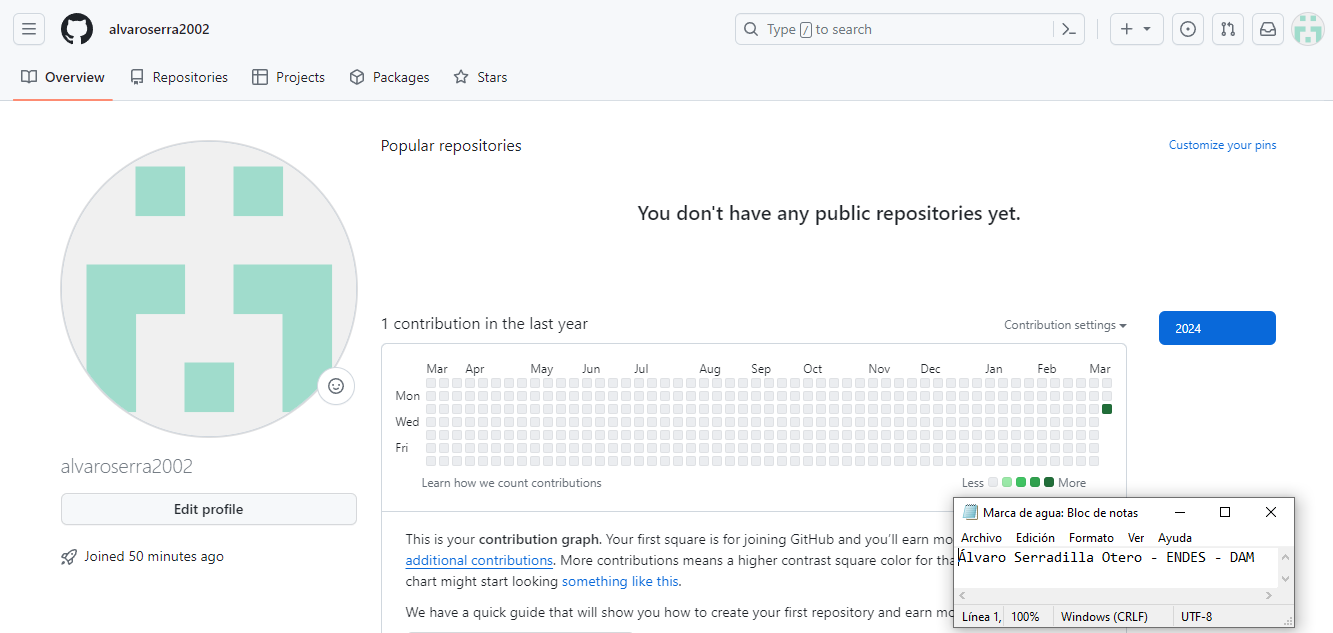 alvaroserra2002
Type / to search
Overview
Repositories
Projects
Packages
Stars
Popular repositories
Customize your pins
You don't have any public repositories yet.
1 contribution in the last year
Contribution settings
2024
Mar Apr May Jun Jul Aug Sep Oct Nov Dec Jan Feb Mar
Mon
Wed
Fri
Learn how we count contributions
Less
More
alvaroserra2002
Edit profile
Joined 50 minutes ago
This is your contribution graph. Your first square is for joining GitHub and you'll earn mo
additional contributions. More contributions means a higher contrast square color for tha
chart might start looking something like this.
We have a quick guide that will show you how to create your first repository and earn mo
Marca de agua: Bloc de notas
Archivo Edición Formato Ver Ayuda
Álvaro Serradilla Otero - ENDES - DAM
Línea 1, 100% Windows (CRLF) UTF-8